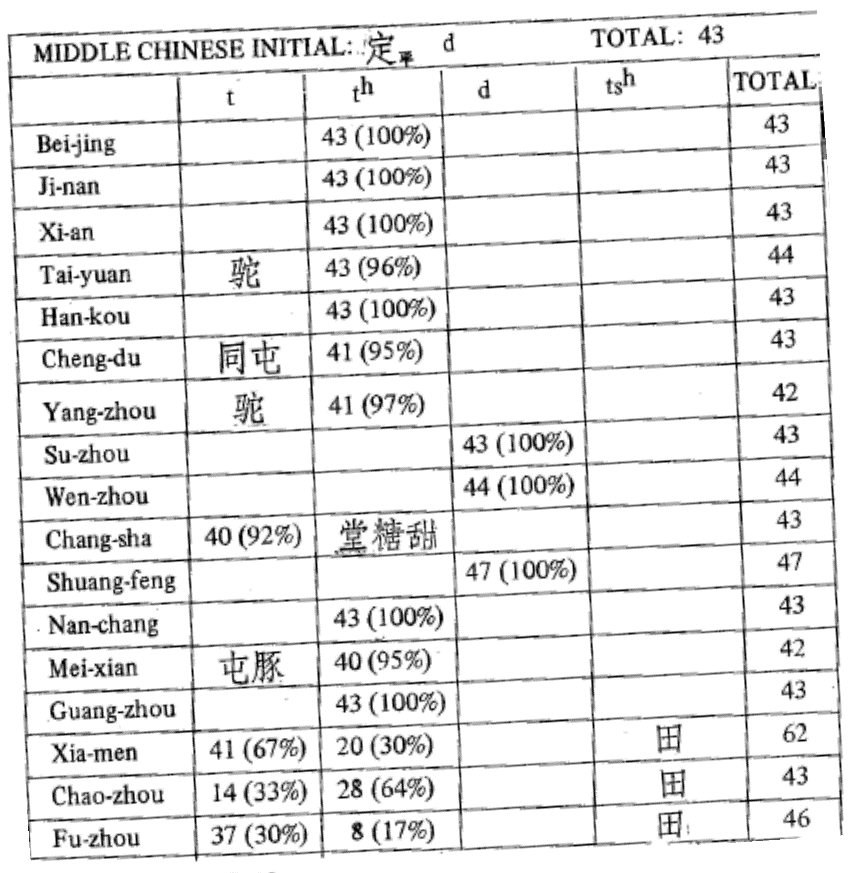 MIDDLE CHINESE INITIAL: 定平 d TOTAL: 43
t th d tsh TOTAL
Bei-jing 43 (100%) 43
Ji-nan 43 (100%) 43
Xi-an 43 (100%) 43
Tai-yuan 驼 43 (96%) 44
Han-kou 43 (100%) 43
Cheng-du 同屯 41 (95%) 43
Yang-zhou 驼 41 (97%) 42
Su-zhou 43 (100%) 43
Wen-zhou 44 (100%) 44
Chang-sha 40 (92%) 堂糖甜 43
Shuang-feng 47 (100%) 47
Nan-chang 43 (100%) 43
Mei-xian 屯豚 40 (95%) 42
Guang-zhou 43 (100%) 43
Xia-men 41 (67%) 20 (30%) 田 62
Chao-zhou 14 (33%) 28 (64%) 田 43
Fu-zhou 37 (30%) 8 (17%) 田 46